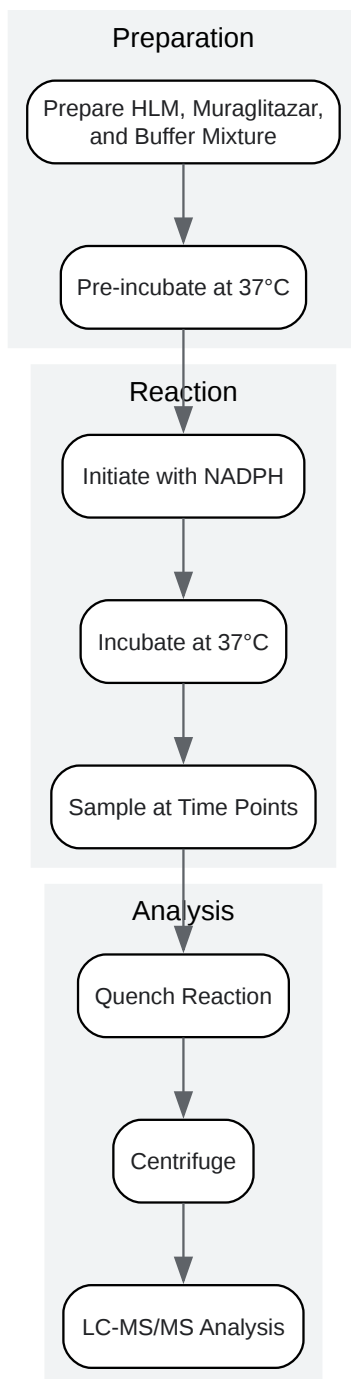 Preparation
Prepare HLM, Muraglitazar,
and Buffer Mixture
Pre-incubate at 37°C
Reaction
Initiate with NADPH
Incubate at 37°C
Sample at Time Points
Analysis
Quench Reaction
Centrifuge
LC-MS/MS Analysis